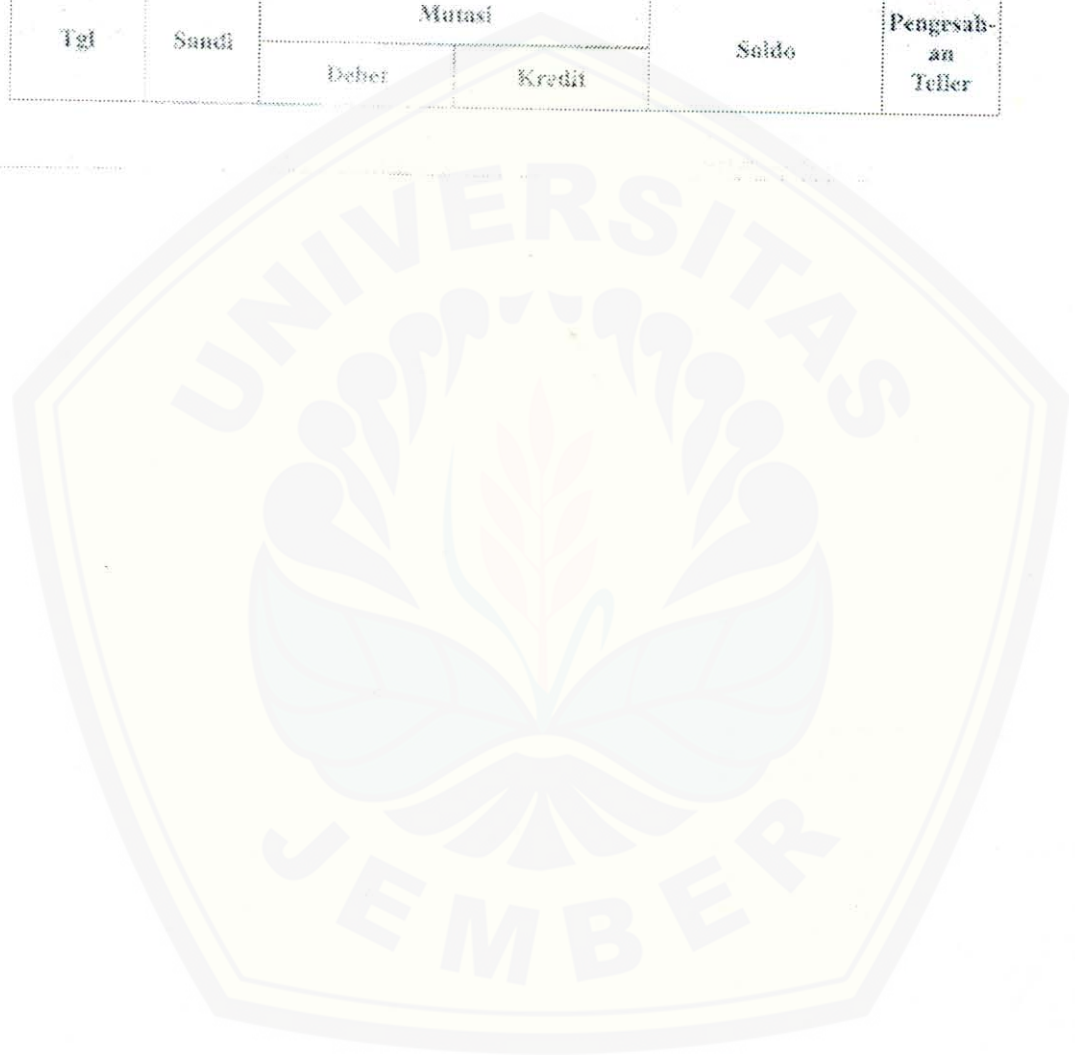 Tgl
Sandi
Mutasi
Debet
Kredit
Saldo
Pengesah-
an
Teller
UNIVERSITAS
JEMBER